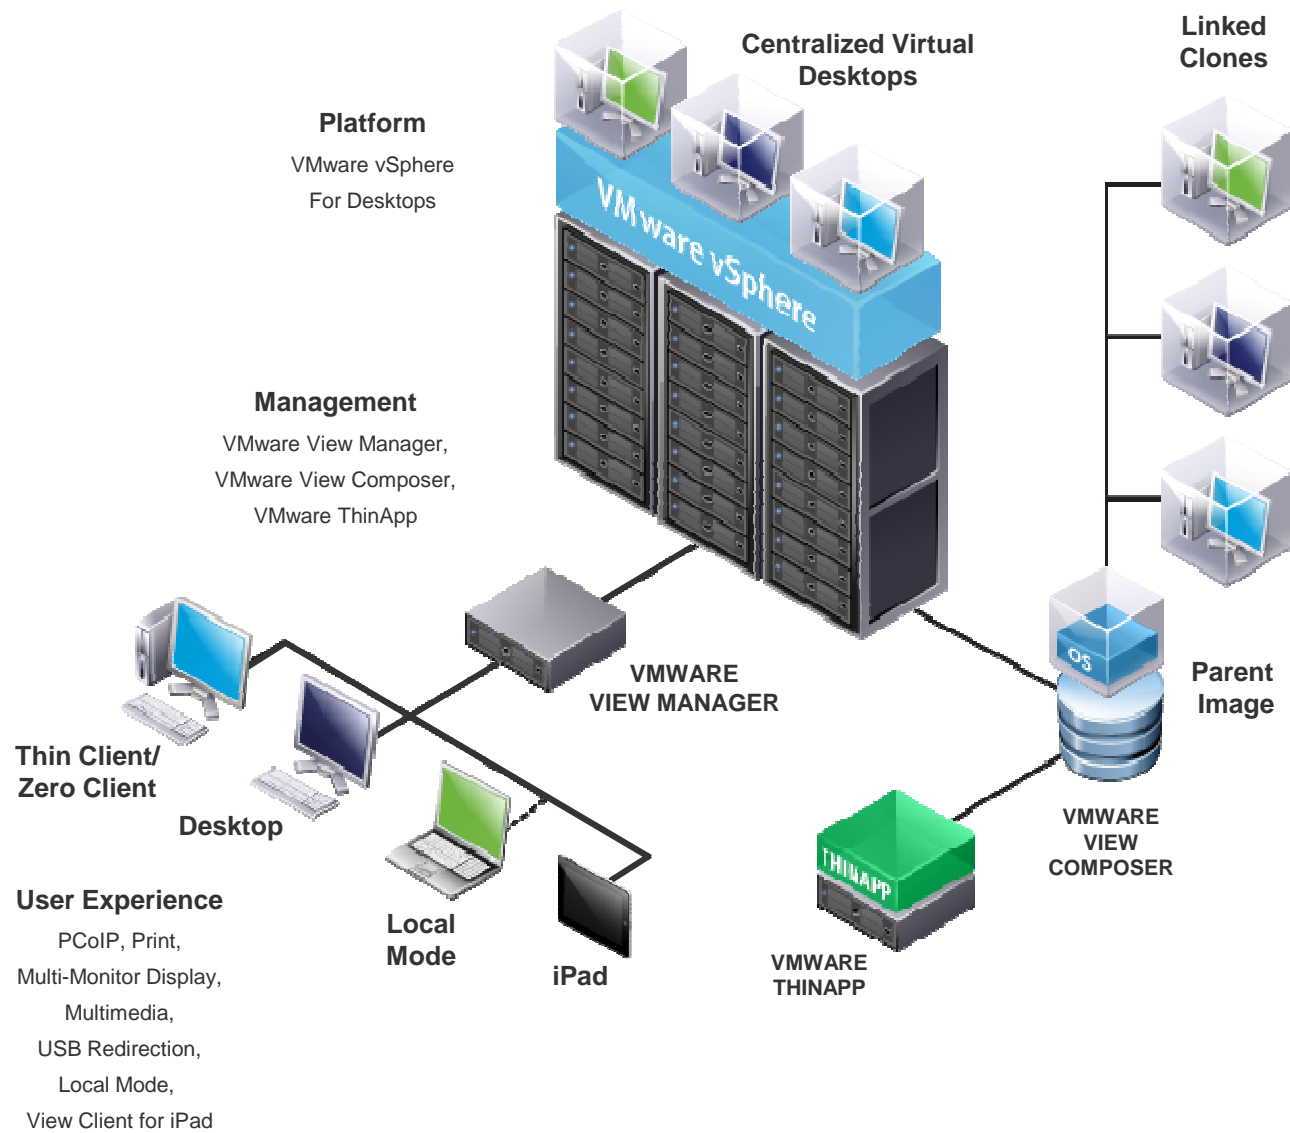 Linked
Clones
Centralized Virtual
Desktops
Platform
VMware vSphere
For Desktops
VMware vSphere
Management
VMware View Manager,
VMware View Composer,
VMware ThinApp
VMWARE
VIEW MANAGER
OS
Parent
Image
Thin Client/
Zero Client
Desktop
Local
Mode
iPad
THINAPP
VMWARE
THINAPP
VMWARE
VIEW
COMPOSER
User Experience
PCoIP, Print,
Multi-Monitor Display,
Multimedia,
USB Redirection,
Local Mode,
View Client for iPad